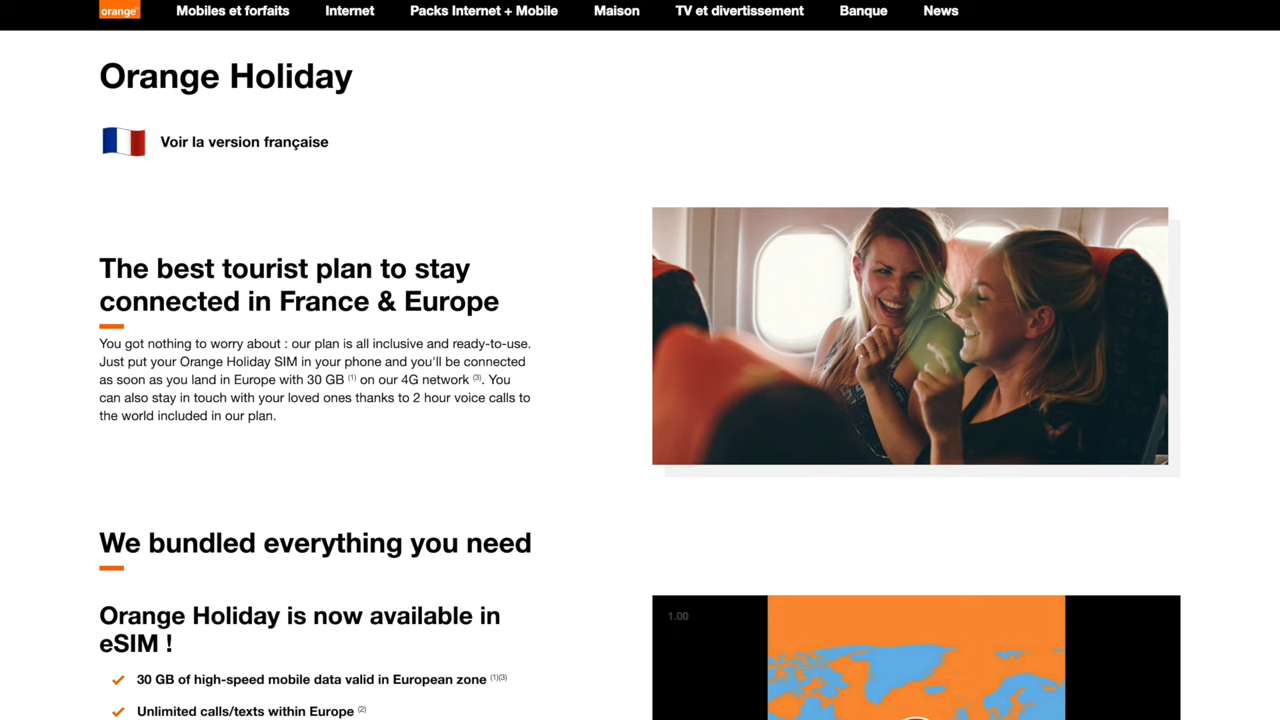 orange™
Mobiles et forfaits
Internet
Packs Internet + Mobile
Maison
TV et divertissement
Banque
News
Orange Holiday
Voir la version française
The best tourist plan to stay
connected in France & Europe
You got nothing to worry about : our plan is all inclusive and ready-to-use.
Just put your Orange Holiday SIM in your phone and you'll be connected
as soon as you land in Europe with 30 GB (1) on our 4G network (3). You
can also stay in touch with your loved ones thanks to 2 hour voice calls to
the world included in our plan.
We bundled everything you need
Orange Holiday is now available in
eSIM !
30 GB of high-speed mobile data valid in European zone (1)(3)
Unlimited calls/texts within Europe (2)
1.00